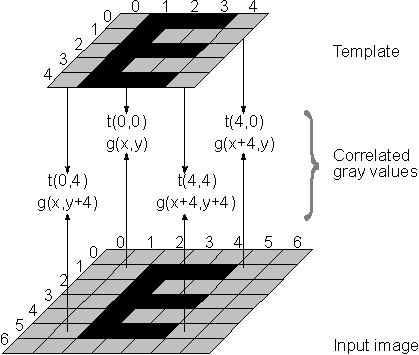 0 1 2 3 4
0
1
2
3
4
Template
t(0,0)
g(x,y)
t(4,0)
g(x+4,y)
Correlated
gray values
t(0,4)
g(x,y+4)
t(4,4)
g(x+4,y+4)
0 1 2 3 4 5 6
0
1
2
3
4
5
6
Input image